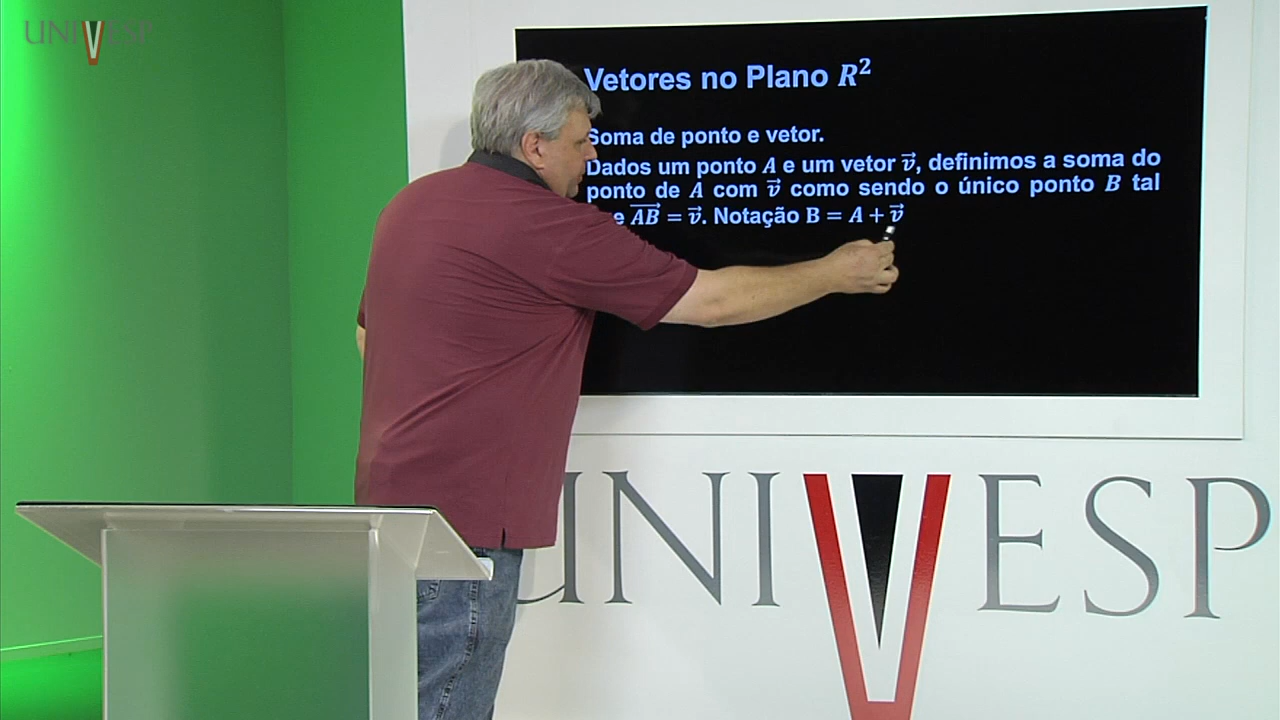 UNIVESP
Vetores no Plano R²
Soma de ponto e vetor.
Dados um ponto A e um vetor v⃗, definimos a soma do
ponto de A com v⃗ como sendo o único ponto B tal
AB⃗ = v⃗. Notação B = A + v⃗
UNIVESP